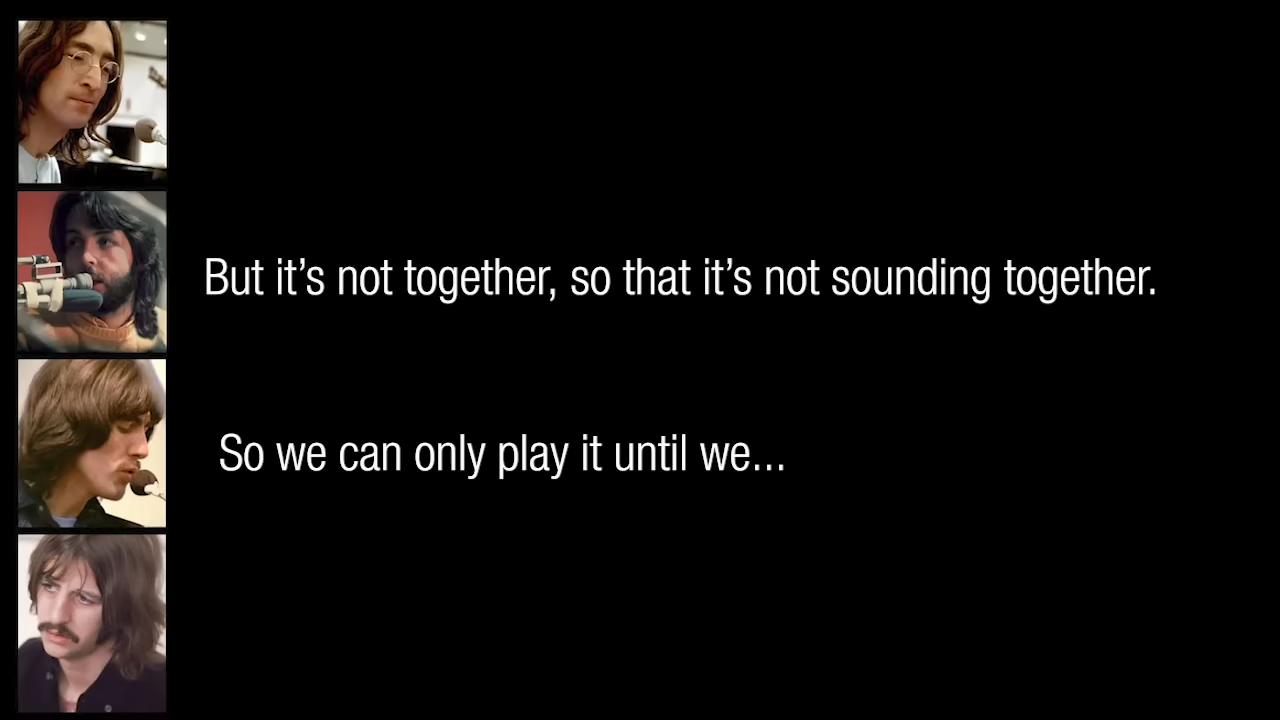 But it’s not together, so that it’s not sounding together.
So we can only play it until we...